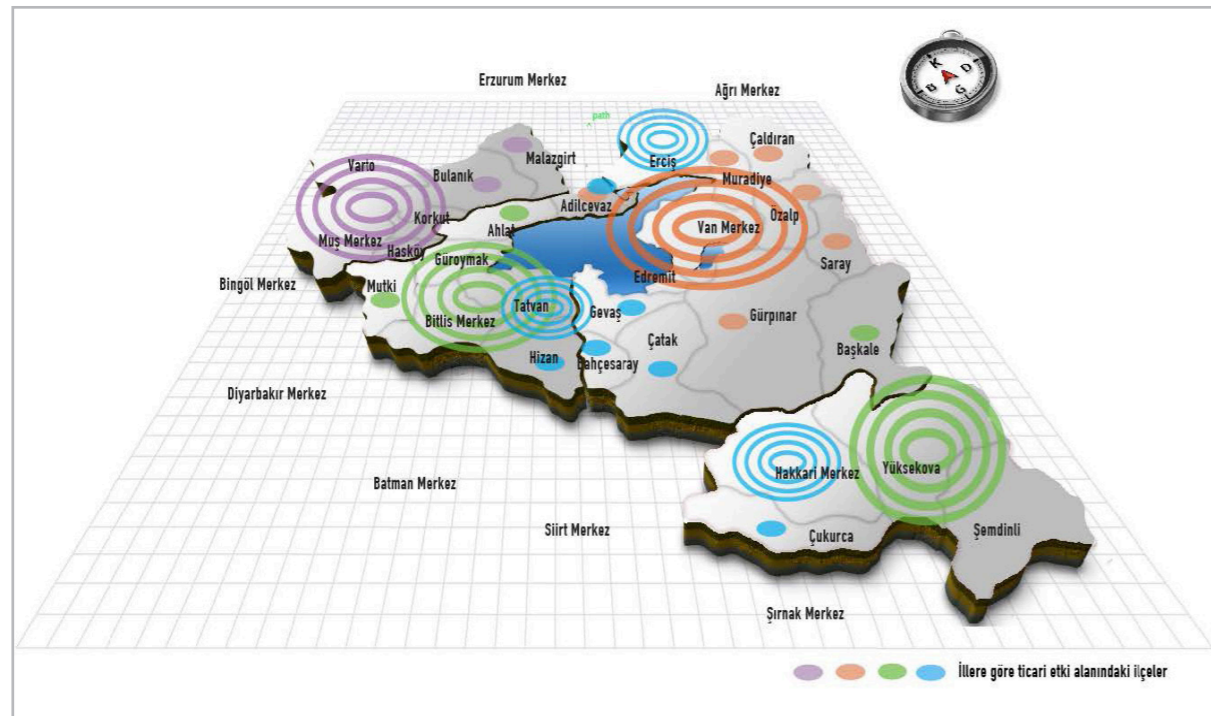 Erzurum Merkez
Ağrı Merkez
K
D
B
G
path
Çaldıran
Malazgirt
Varto
Erciş
Bulanık
Muradiye
Adilcevaz
Korkut
Özalp
Ahlat
Van Merkez
Muş Merkez
Hasköy
Güroymak
Saray
Bingöl Merkez
Mutki
Edremit
Tatvan
Gevaş
Gürpınar
Bitlis Merkez
Çatak
Başkale
Hizan
Bahçesaray
Diyarbakır Merkez
Hakkari Merkez
Yüksekova
Batman Merkez
Siirt Merkez
Çukurca
Şemdinli
Şırnak Merkez
İllere göre ticari etki alanındaki ilçeler